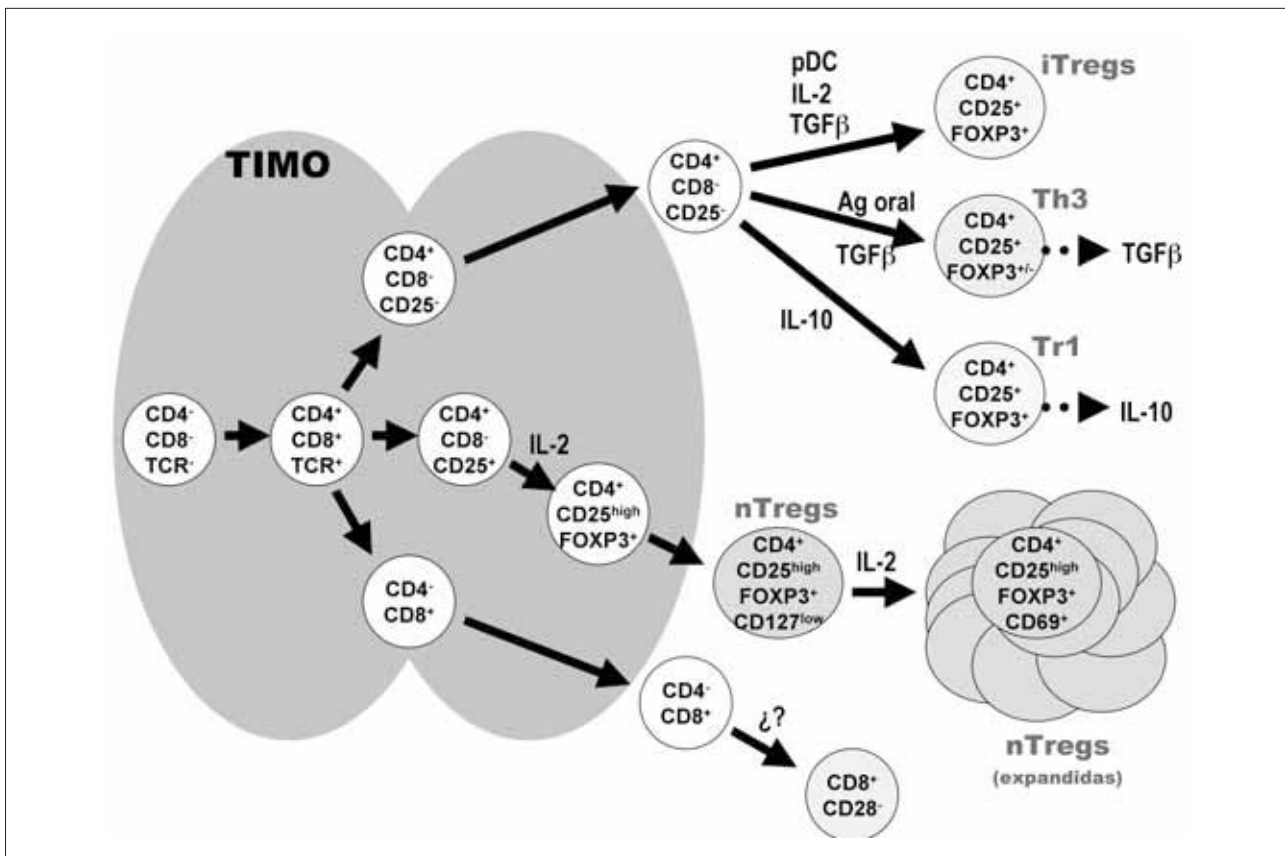 TIMO
CD4⁻
CD8⁻
TCR⁻
CD4⁺
CD8⁺
TCR⁺
CD4⁺
CD8⁻
CD25⁻
CD4⁺
CD8⁻
CD25⁺
IL-2
CD4⁺
CD25ʰⁱᵍʰ
FOXP3⁺
CD4⁻
CD8⁺
CD4⁺
CD8⁻
CD25⁻
pDC
IL-2
TGFβ
iTregs
CD4⁺
CD25⁺
FOXP3⁺
Ag oral
TGFβ
Th3
CD4⁺
CD25⁺
FOXP3⁺/⁻
TGFβ
IL-10
Tr1
CD4⁺
CD25⁺
FOXP3⁺
IL-10
nTregs
CD4⁺
CD25ʰⁱᵍʰ
FOXP3⁺
CD127ˡᵒʷ
IL-2
CD4⁺
CD25ʰⁱᵍʰ
FOXP3⁺
CD69⁺
nTregs
(expandidas)
CD4⁻
CD8⁺
¿?
CD8⁺
CD28⁻